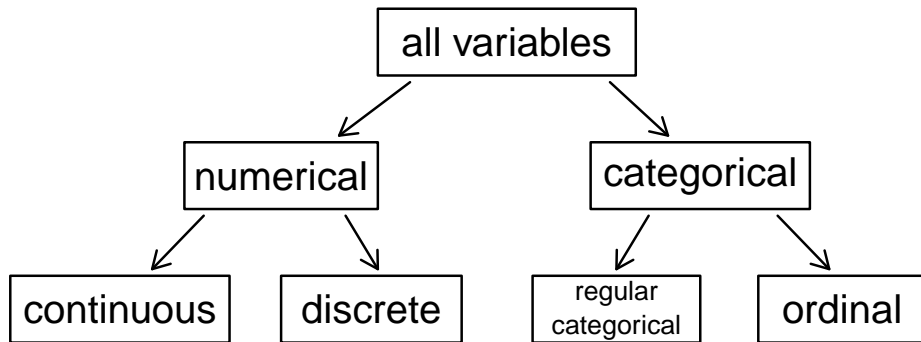 all variables
numerical
categorical
continuous
discrete
regular
categorical
ordinal